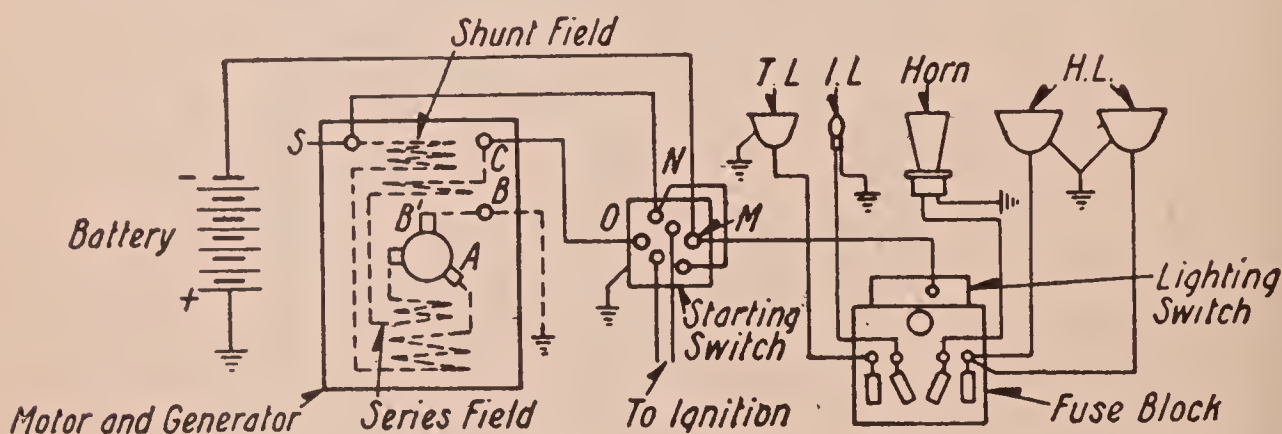 Shunt Field
T.L
I.L
Horn
H.L.
S
C
N
B
B'
O
M
A
-
Battery
+
Lighting
Switch
Starting
Switch
Motor and Generator
Series Field
To Ignition
Fuse Block